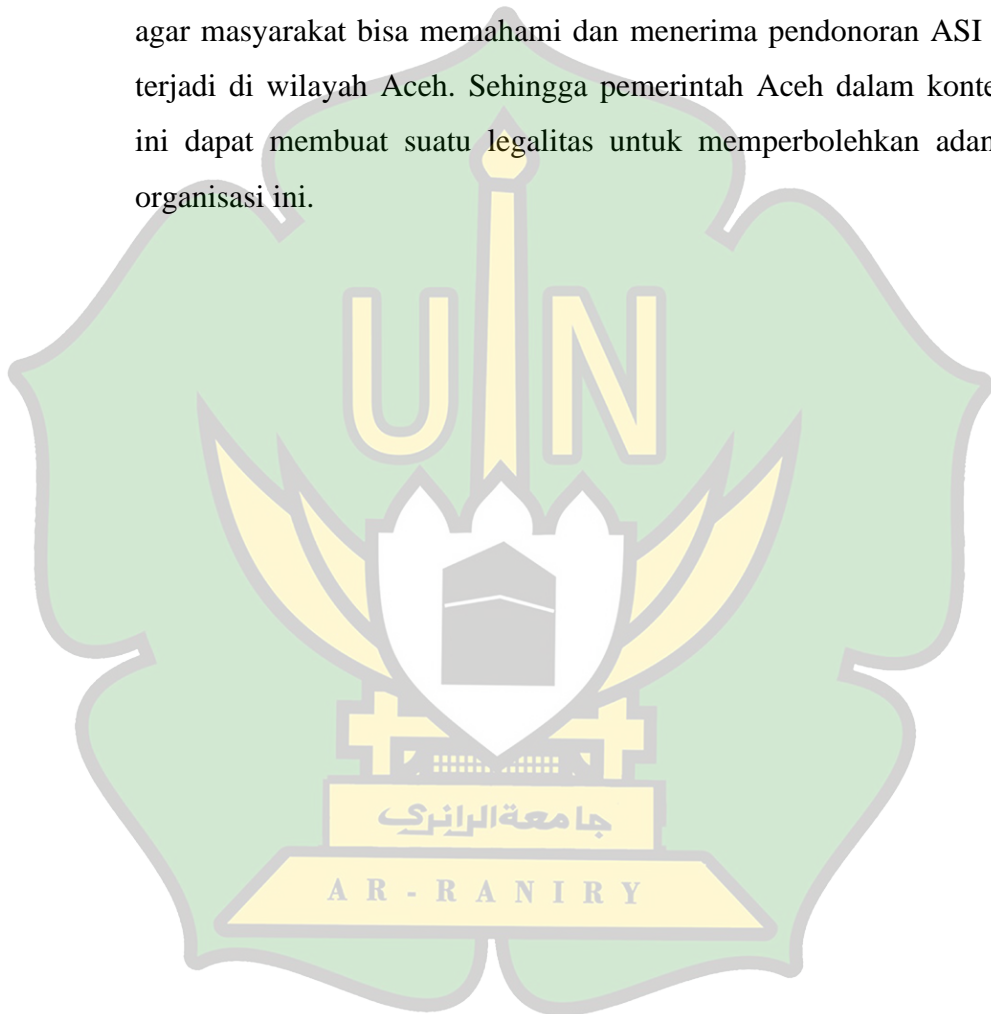 agar masyarakat bisa memahami dan menerima pendonoran ASI
terjadi di wilayah Aceh. Sehingga pemerintah Aceh dalam konte
ini dapat membuat suatu legalitas untuk memperbolehkan adan
organisasi ini.
UIN
جامعة الرانري
AR-RANIRY